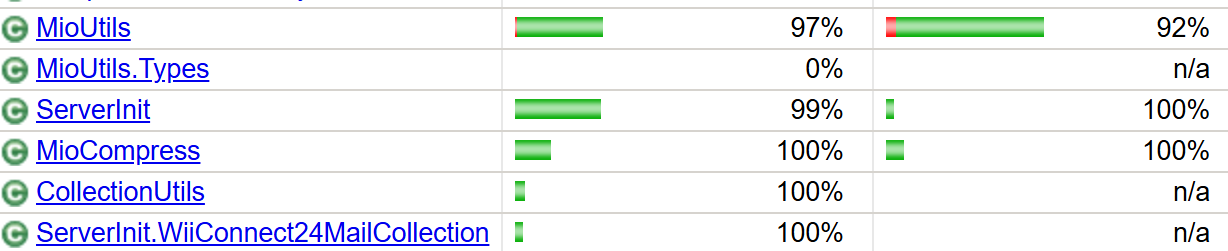 MioUtils 97% 92%
MioUtils.Types 0% n/a
ServerInit 99% 100%
MioCompress 100% 100%
CollectionUtils 100% n/a
ServerInit.WiiConnect24MailCollection 100% n/a